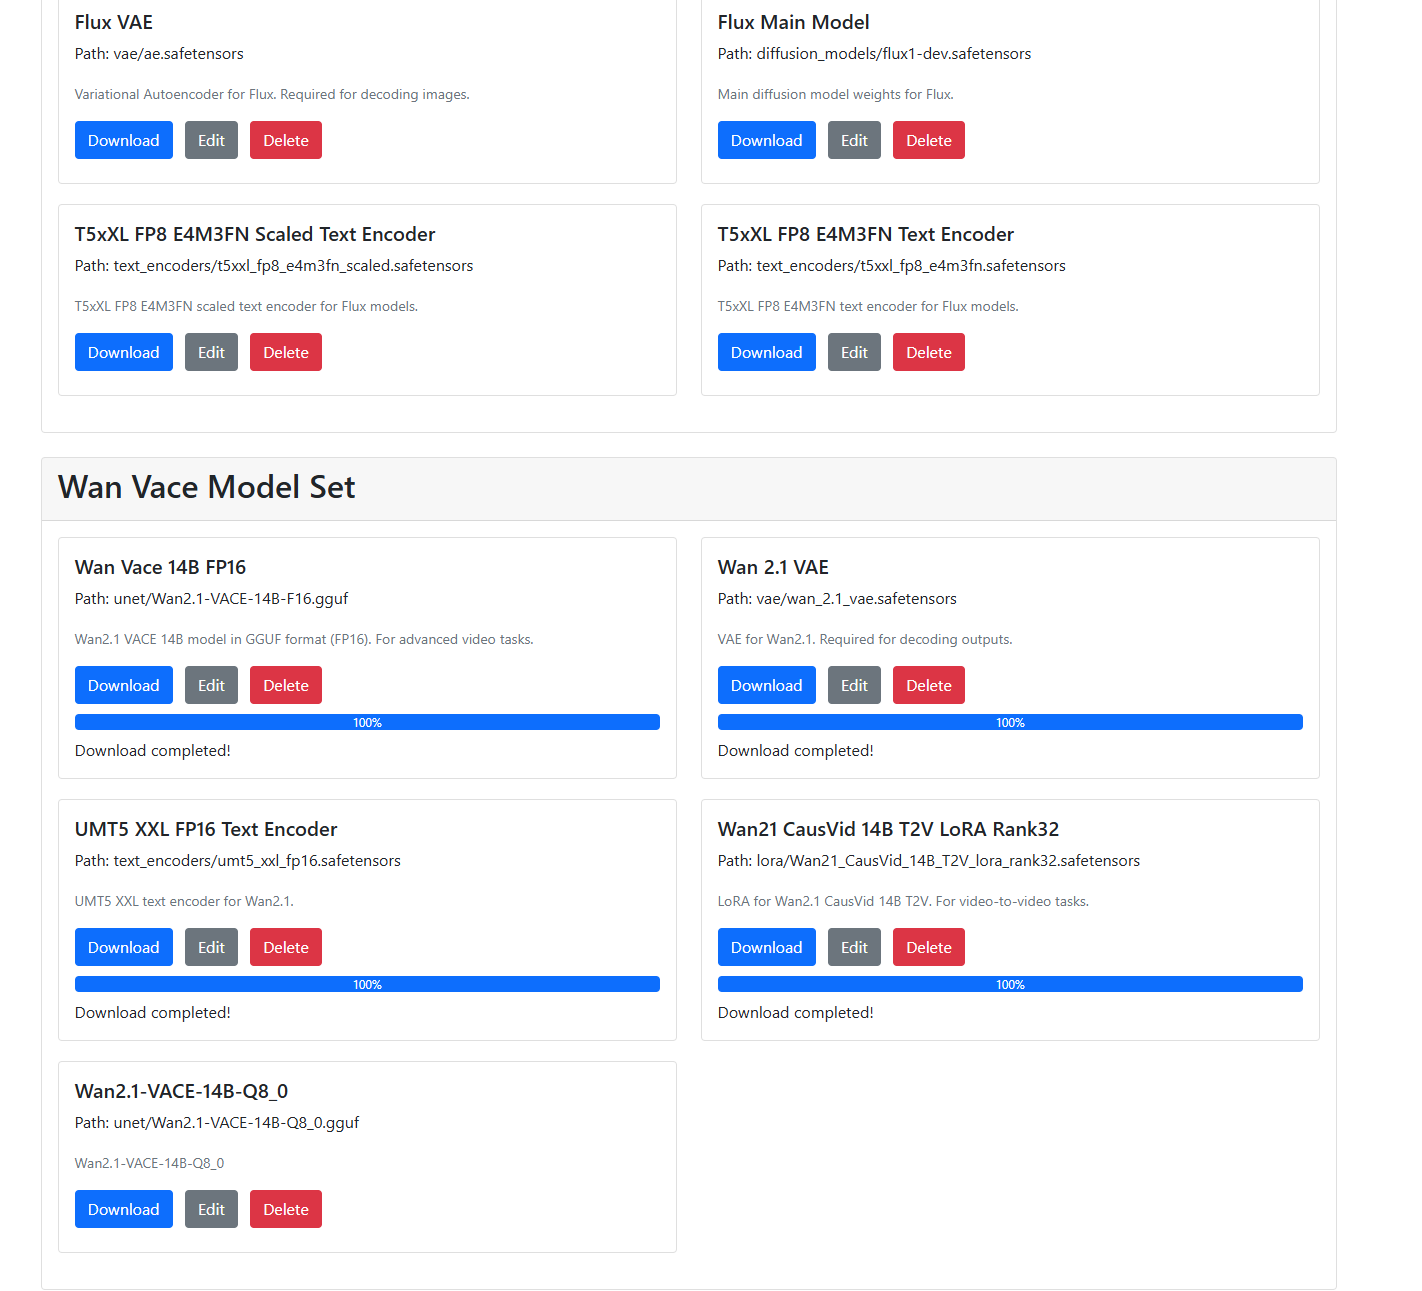 Flux VAE
Path: vae/ae.safetensors
Variational Autoencoder for Flux. Required for decoding images.
Download Edit Delete
Flux Main Model
Path: diffusion_models/flux1-dev.safetensors
Main diffusion model weights for Flux.
Download Edit Delete
T5xXL FP8 E4M3FN Scaled Text Encoder
Path: text_encoders/t5xxl_fp8_e4m3fn_scaled.safetensors
T5xXL FP8 E4M3FN scaled text encoder for Flux models.
Download Edit Delete
T5xXL FP8 E4M3FN Text Encoder
Path: text_encoders/t5xxl_fp8_e4m3fn.safetensors
T5xXL FP8 E4M3FN text encoder for Flux models.
Download Edit Delete
Wan Vace Model Set
Wan Vace 14B FP16
Path: unet/Wan2.1-VACE-14B-F16.gguf
Wan2.1 VACE 14B model in GGUF format (FP16). For advanced video tasks.
Download Edit Delete
100%
Download completed!
Wan 2.1 VAE
Path: vae/wan_2.1_vae.safetensors
VAE for Wan2.1. Required for decoding outputs.
Download Edit Delete
100%
Download completed!
UMT5 XXL FP16 Text Encoder
Path: text_encoders/umt5_xxl_fp16.safetensors
UMT5 XXL text encoder for Wan2.1.
Download Edit Delete
100%
Download completed!
Wan21 CausVid 14B T2V LoRA Rank32
Path: lora/Wan21_CausVid_14B_T2V_lora_rank32.safetensors
LoRA for Wan2.1 CausVid 14B T2V. For video-to-video tasks.
Download Edit Delete
100%
Download completed!
Wan2.1-VACE-14B-Q8_0
Path: unet/Wan2.1-VACE-14B-Q8_0.gguf
Wan2.1-VACE-14B-Q8_0
Download Edit Delete